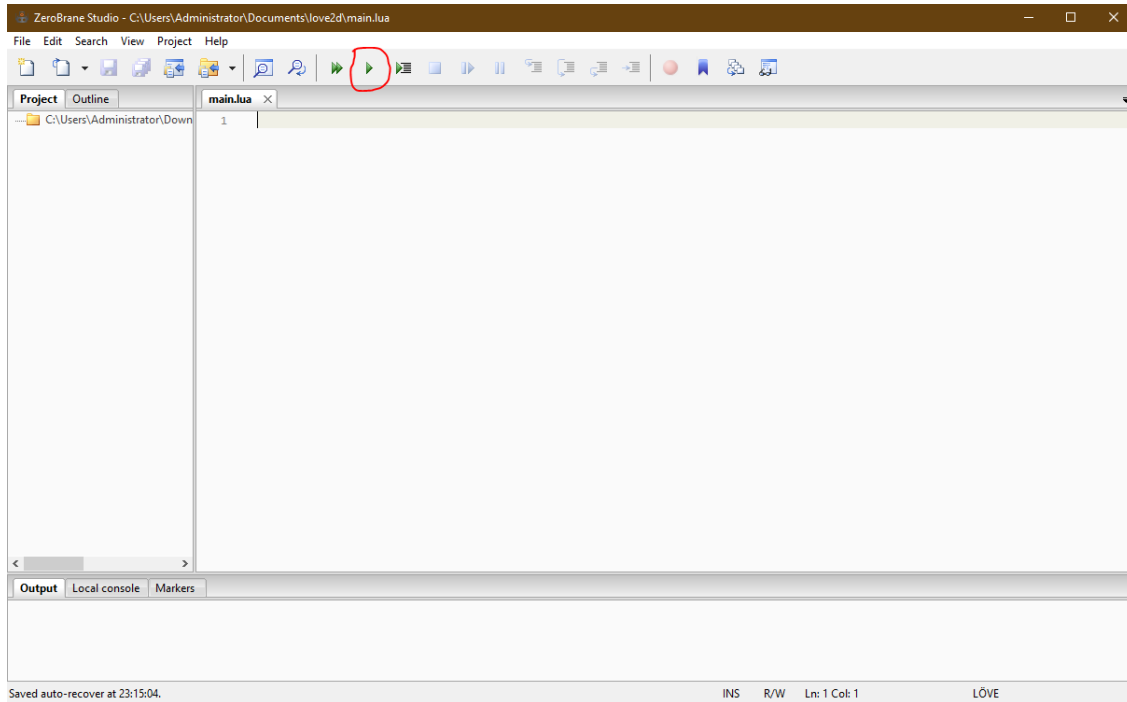 ZeroBrane Studio - C:\Users\Administrator\Documents\love2d\main.lua
File Edit Search View Project Help
Project Outline
main.lua
C:\Users\Administrator\Down
1
Output Local console Markers
Saved auto-recover at 23:15:04.
INS R/W Ln: 1 Col: 1 LÖVE